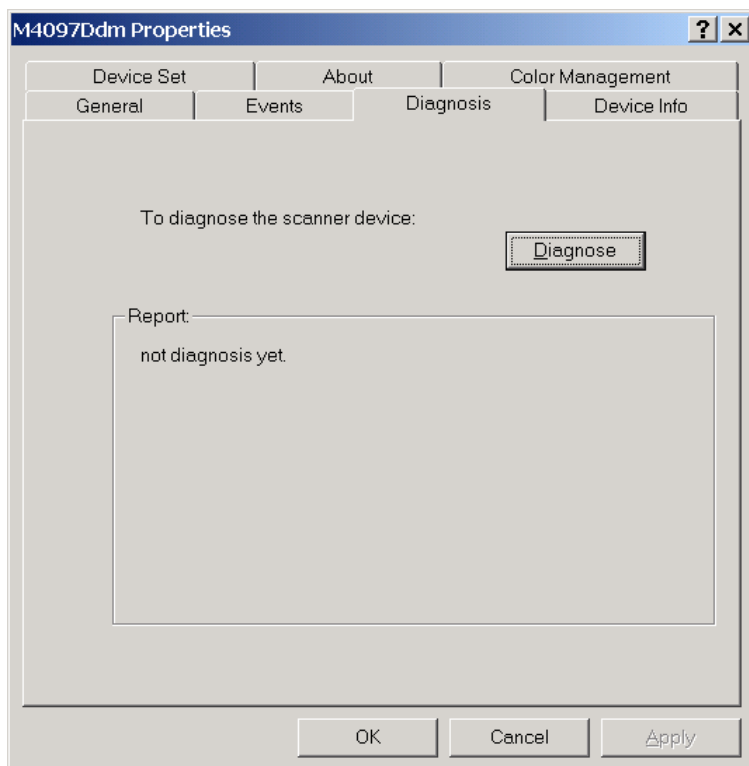 M4097Ddm Properties
Device Set About Color Management
General Events Diagnosis Device Info
To diagnose the scanner device:
Diagnose
Report:
not diagnosis yet.
OK Cancel Apply